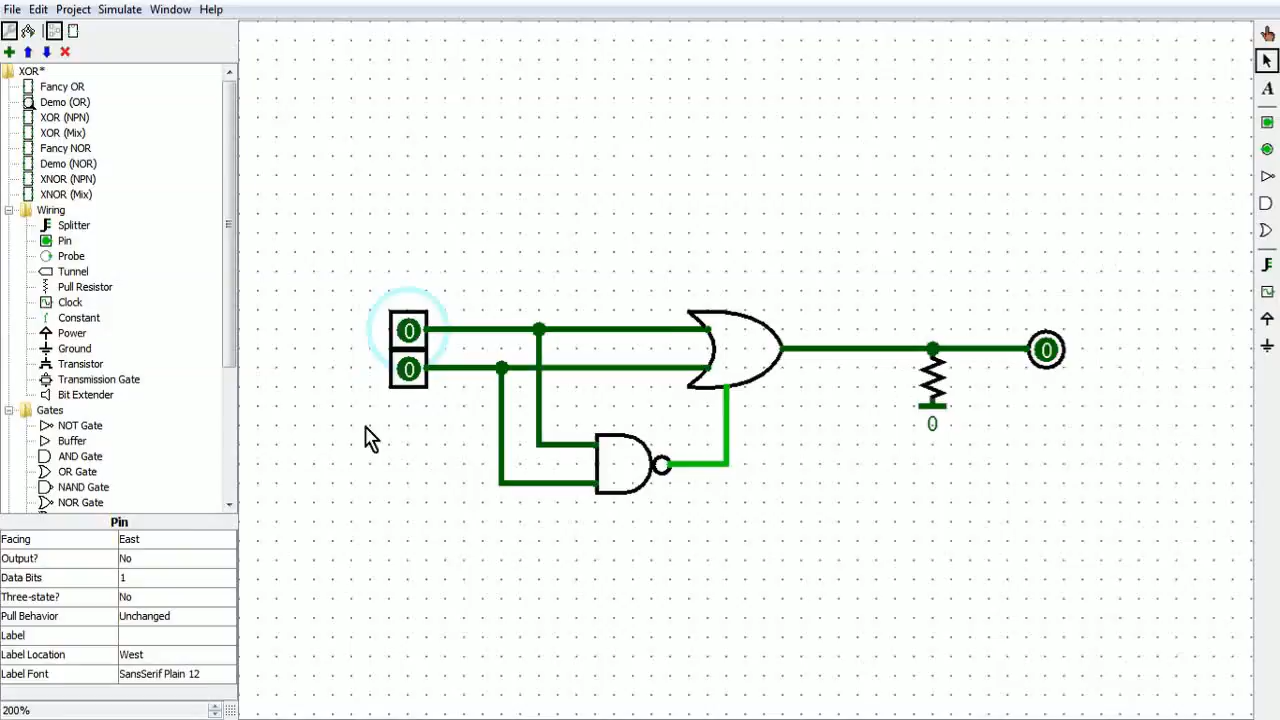 File Edit Project Simulate Window Help
XOR*
Fancy OR
Demo (OR)
XOR (NPN)
XOR (Mix)
Fancy NOR
Demo (NOR)
XNOR (NPN)
XNOR (Mix)
Wiring
Splitter
Pin
Probe
Tunnel
Pull Resistor
Clock
Constant
Power
Ground
Transistor
Transmission Gate
Bit Extender
Gates
NOT Gate
Buffer
AND Gate
OR Gate
NAND Gate
NOR Gate
Pin
Facing East
Output? No
Data Bits 1
Three-state? No
Pull Behavior Unchanged
Label
Label Location West
Label Font SansSerif Plain 12
200%
0
0
0
0
A